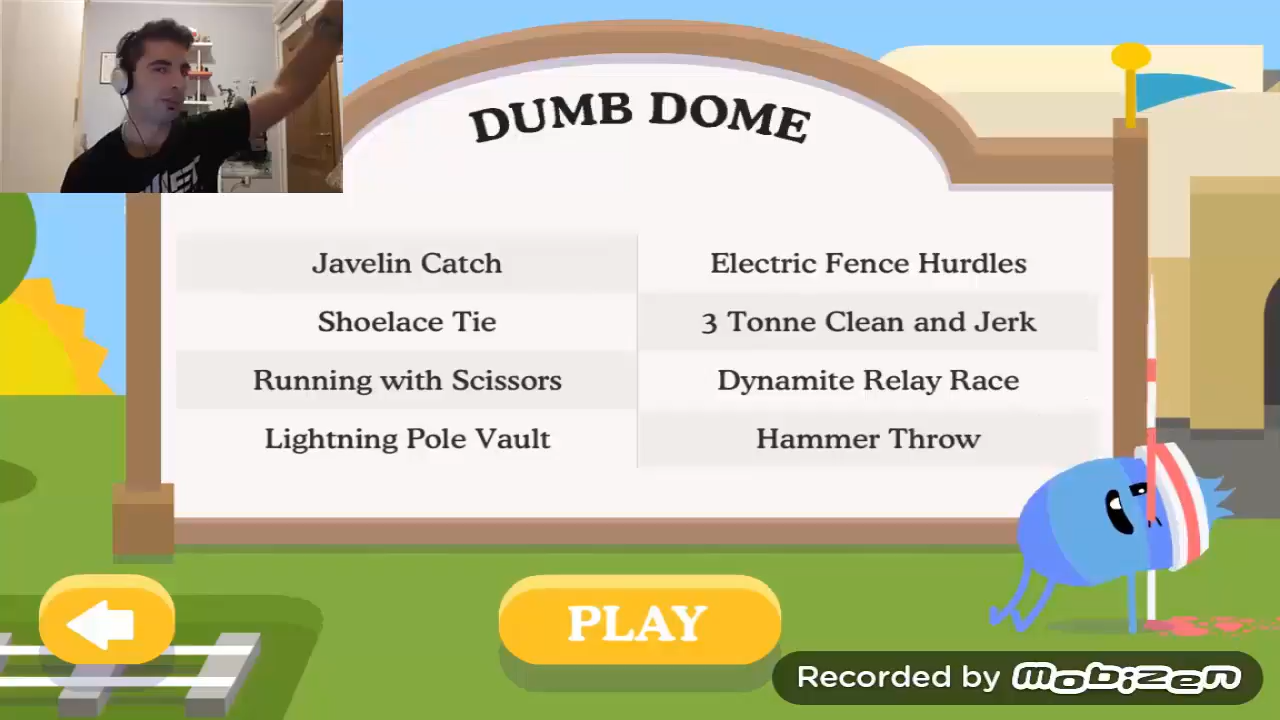 DUMB DOME
Javelin Catch
Electric Fence Hurdles
Shoelace Tie
3 Tonne Clean and Jerk
Running with Scissors
Dynamite Relay Race
Lightning Pole Vault
Hammer Throw
PLAY
Recorded by mobizen